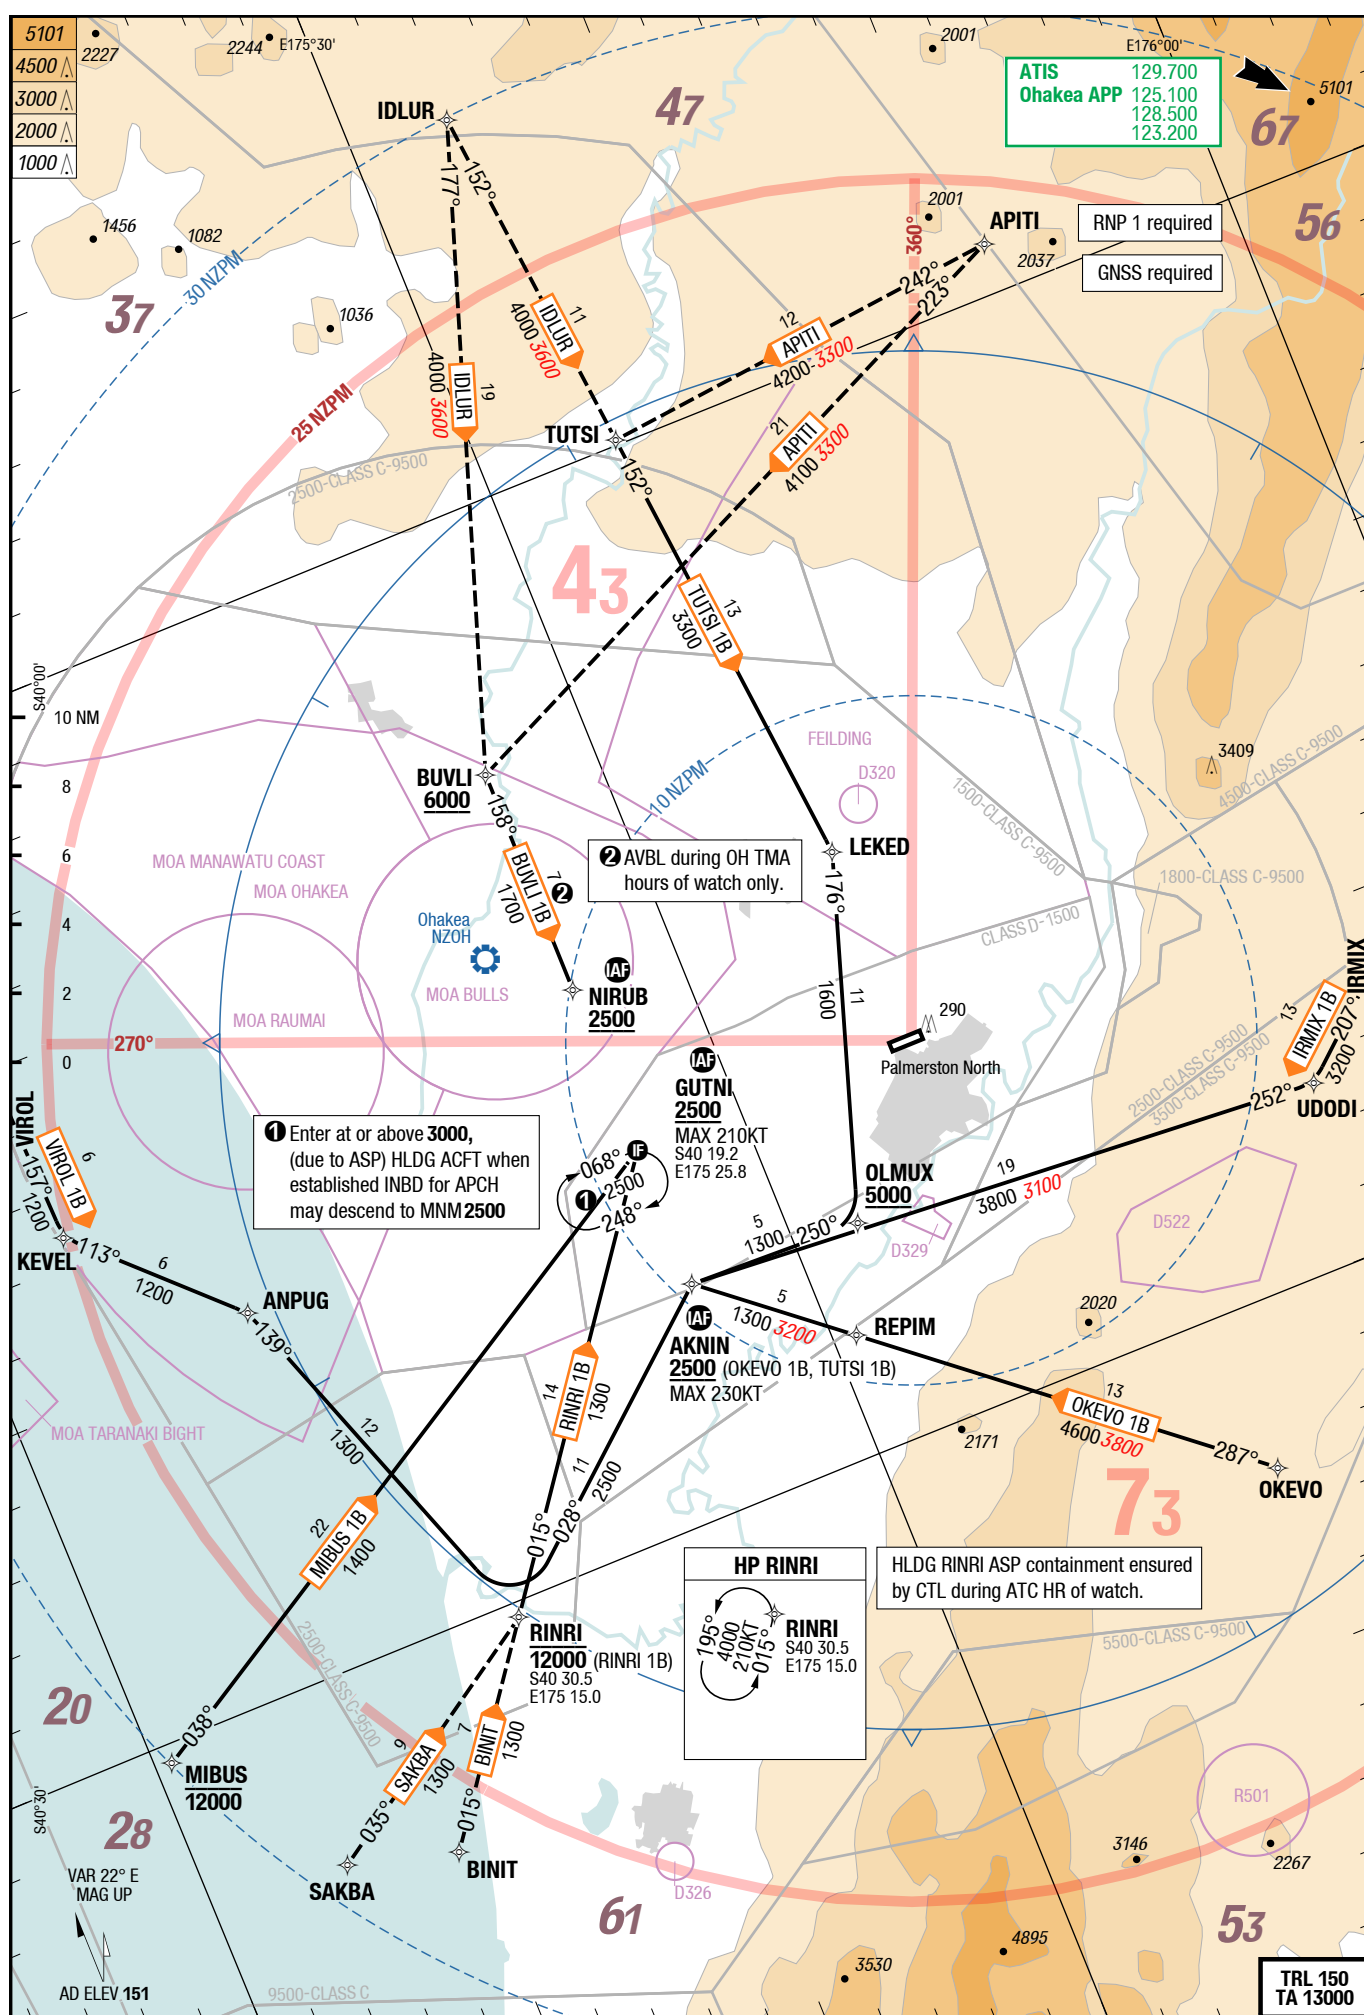 5101
4500
3000
2000
1000
2227
2244
E175°30'
2001
E176°00'
ATIS 129.700
Ohakea APP 125.100
128.500
123.200
5101
67
IDLUR
47
177°
152°
1456
1082
30 NZPM
37
1036
2001
360°
APITI
2037
RNP 1 required
56
GNSS required
242°
223°
11
IDLUR
4000 3600
12
APITI
4200 3300
19
IDLUR
4000 3600
25 NZPM
21
APITI
4100 3300
TUTSI
152°
2500-CLASS C-9500
43
13
TUTSI 1B
3300
S40°00'
10 NM
8
6
4
2
0
FEILDING
D320
10 NZPM
3409
4500-CLASS C-9500
1500-CLASS C-9500
BUVLI
6000
158°
LEKED
176°
❷ AVBL during OH TMA
hours of watch only.
MOA MANAWATU COAST
MOA OHAKEA
7
BUVLI 1B
❷
1700
1800-CLASS C-9500
CLASS D-1500
Ohakea
NZOH
IAF
NIRUB
2500
MOA BULLS
MOA RAUMAI
11
1600
IRMIX
13
IRMIX 1B
207°
3200
290
270°
Palmerston North
2500-CLASS C-9500
3500-CLASS C-9500
252°
UDODI
IAF
GUTNI
2500
MAX 210KT
S40 19.2
E175 25.8
VIROL
6
VIROL 1B
157°
1200
❶ Enter at or above 3000,
(due to ASP) HLDG ACFT when
established INBD for APCH
may descend to MNM 2500
IF
068°
2500
❶
248°
OLMUX
5000
19
3800 3100
D522
D329
5
1300
250°
KEVEL
113°
6
1200
ANPUG
139°
5
1300 3200
REPIM
2020
IAF
AKNIN
2500 (OKEVO 1B, TUTSI 1B)
MAX 230KT
14
RINRI 1B
1300
13
OKEVO 1B
4600 3800
287°
OKEVO
2171
MOA TARANAKI BIGHT
12
1300
11
2500
73
22
MIBUS 1B
1400
015°
028°
HP RINRI
195°
4000
210KT
015°
RINRI
S40 30.5
E175 15.0
HLDG RINRI ASP containment ensured
by CTL during ATC HR of watch.
5500-CLASS C-9500
RINRI
12000 (RINRI 1B)
S40 30.5
E175 15.0
2500-CLASS C-9500
20
038°
MIBUS
12000
9
SAKBA
1300
035°
7
BINIT
1300
015°
SAKBA
BINIT
S40°30'
28
VAR 22° E
MAG UP
R501
3146
2267
D326
61
53
4895
3530
AD ELEV 151
9500-CLASS C
TRL 150
TA 13000